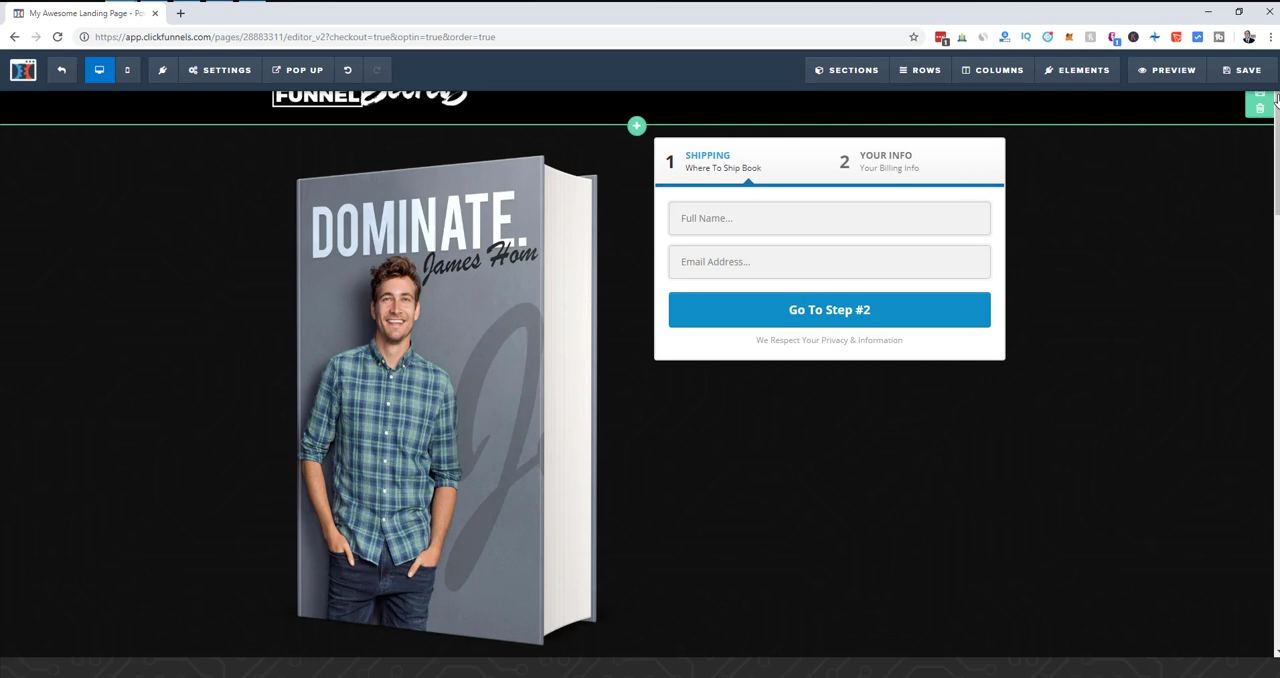 My Awesome Landing Page - Po
https://app.clickfunnels.com/pages/28883311/editor_v2?checkout=true&optin=true&order=true
SETTINGS
POP UP
SECTIONS
ROWS
COLUMNS
ELEMENTS
PREVIEW
SAVE
FUNNEL Secrets
DOMINATE.
James Hom
J
1
SHIPPING
Where To Ship Book
2
YOUR INFO
Your Billing Info
Full Name...
Email Address...
Go To Step #2
We Respect Your Privacy & Information